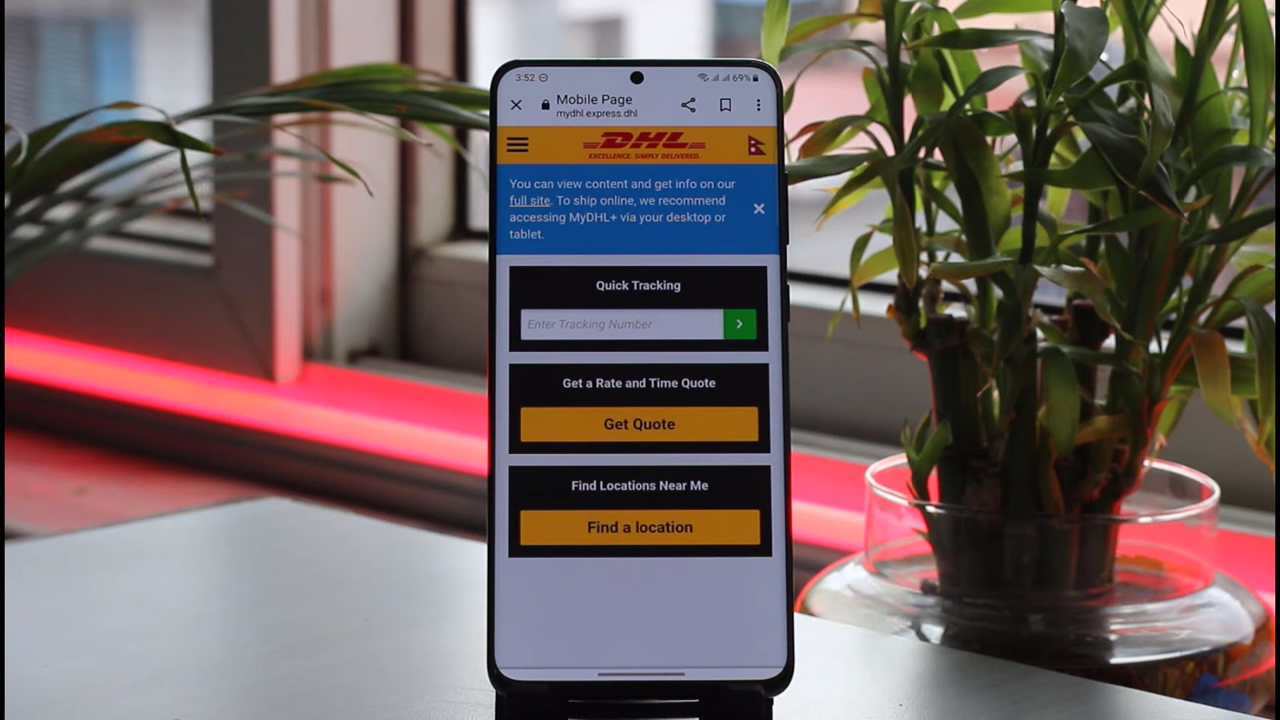 3:52
69%
Mobile Page
mydhl.express.dhl
DHL
EXCELLENCE. SIMPLY DELIVERED.
You can view content and get info on our
full site. To ship online, we recommend
accessing MyDHL+ via your desktop or
tablet.
Quick Tracking
Enter Tracking Number
Get a Rate and Time Quote
Get Quote
Find Locations Near Me
Find a location